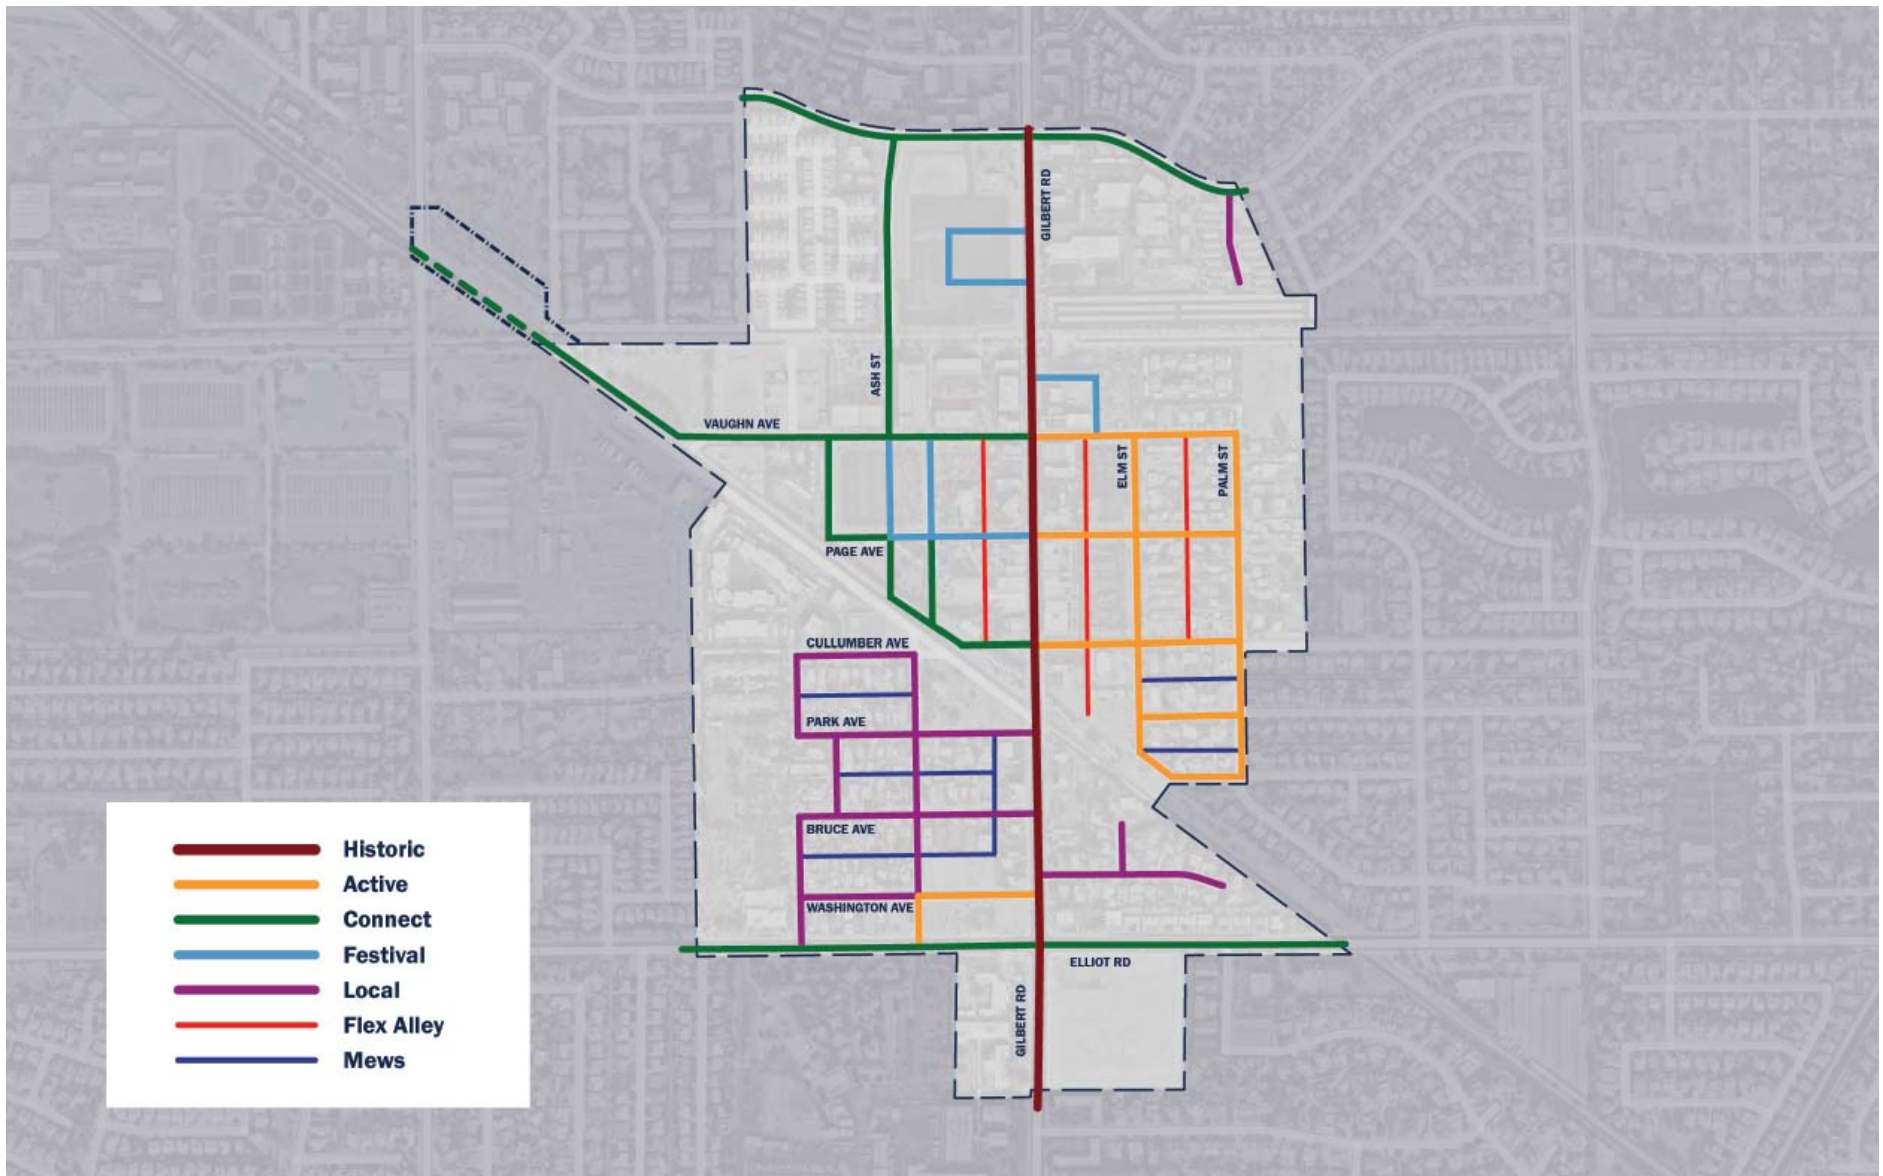 GILBERT RD
ASH ST
VAUGHN AVE
ELM ST
PALM ST
PAGE AVE
CULLUMBER AVE
PARK AVE
BRUCE AVE
WASHINGTON AVE
ELLIOT RD
GILBERT RD
Historic
Active
Connect
Festival
Local
Flex Alley
Mews